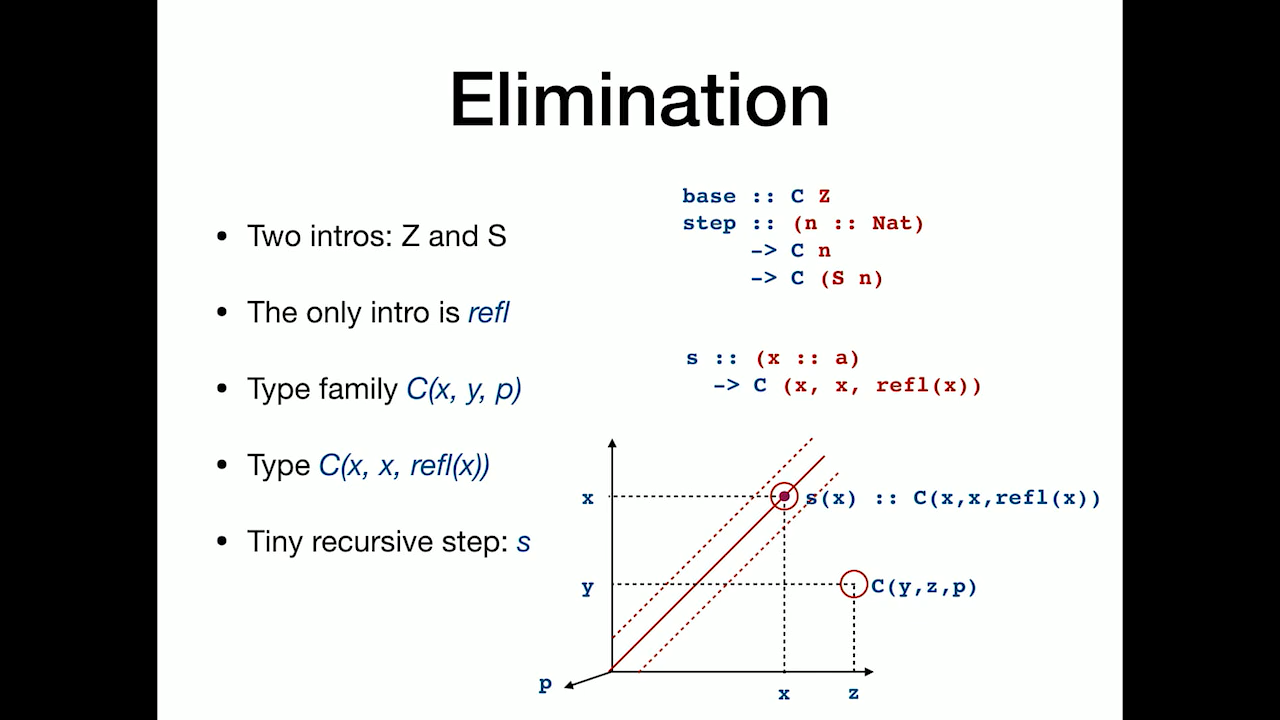 Elimination
• Two intros: Z and S
• The only intro is refl
• Type family C(x, y, p)
• Type C(x, x, refl(x))
• Tiny recursive step: s
base :: C Z
step :: (n :: Nat)
-> C n
-> C (S n)
s :: (x :: a)
-> C (x, x, refl(x))
x
s(x) :: C(x,x,refl(x))
y
C(y,z,p)
p
x
z